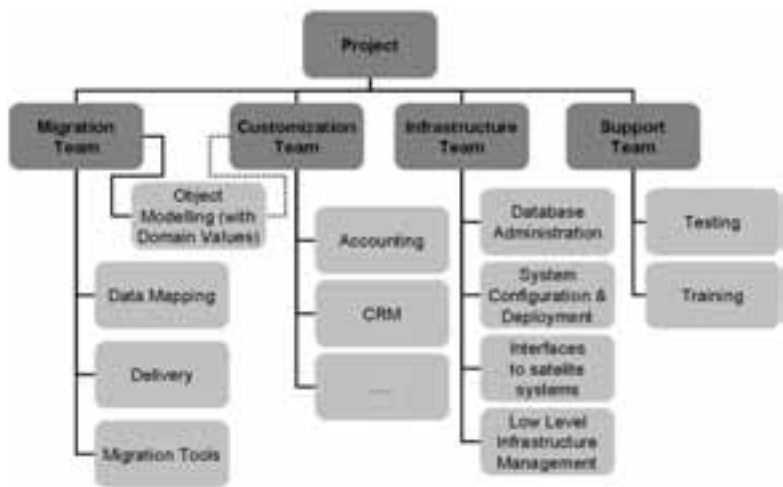 Project
Migration
Team
Customization
Team
Infrastructure
Team
Support
Team
Object
Modelling (with
Domain Values)
Data Mapping
Delivery
Migration Tools
Accounting
CRM
....
Database
Administration
System
Configuration &
Deployment
Interfaces
to satelite
systems
Low Level
Infrastructure
Management
Testing
Training